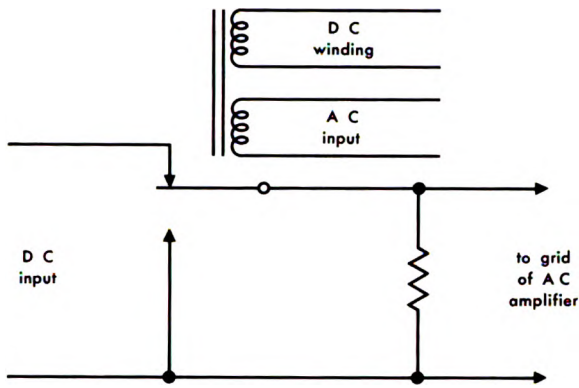 D C
winding
A C
input
D C
input
to grid
of A C
amplifier